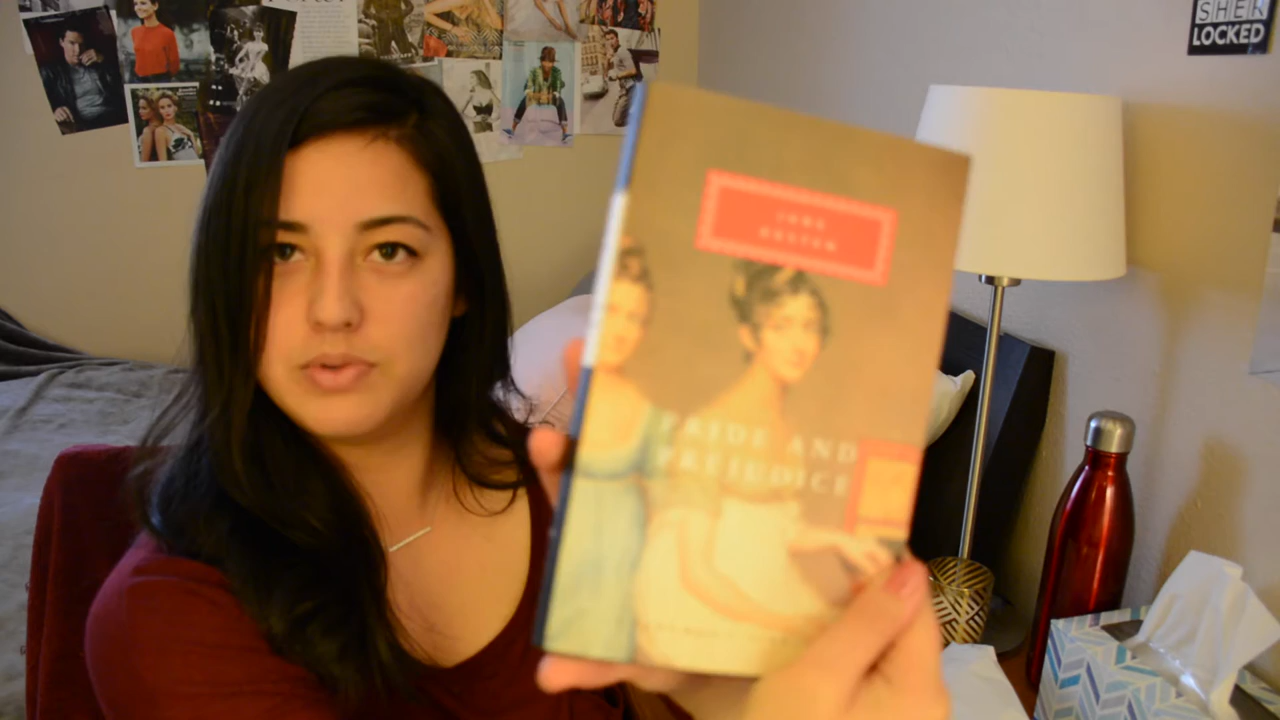 SHER
LOCKED
JANE
AUSTEN
PRIDE AND
PREJUDICE